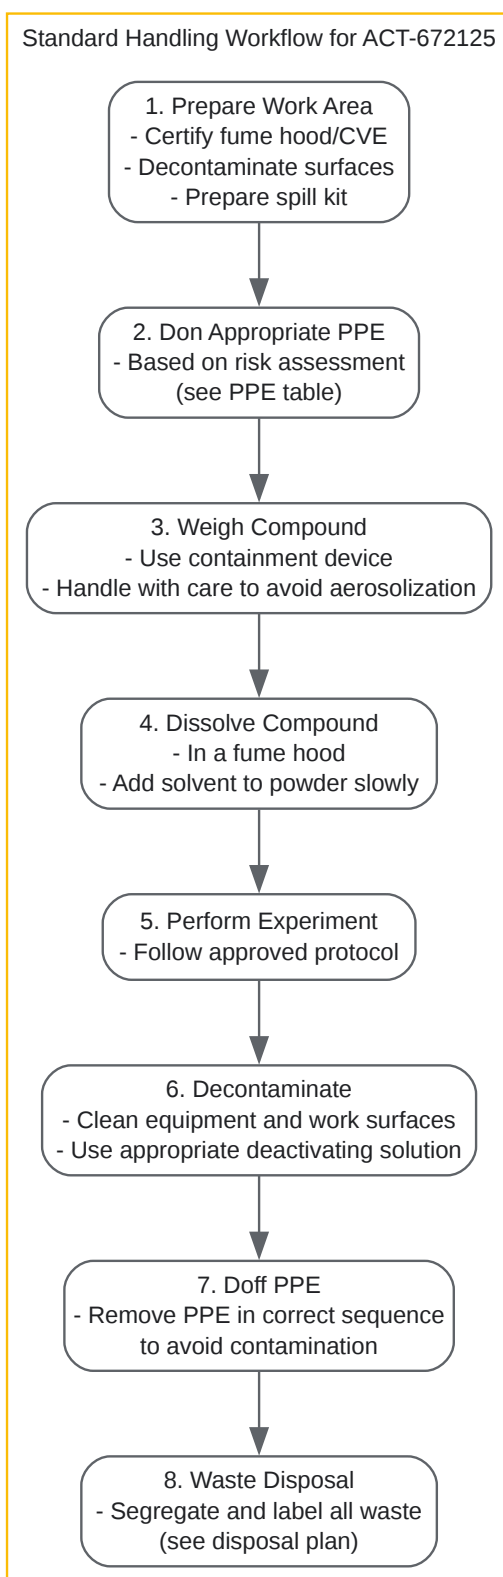 Standard Handling Workflow for ACT-672125
1. Prepare Work Area
- Certify fume hood/CVE
- Decontaminate surfaces
- Prepare spill kit
2. Don Appropriate PPE
- Based on risk assessment
(see PPE table)
3. Weigh Compound
- Use containment device
- Handle with care to avoid aerosolization
4. Dissolve Compound
- In a fume hood
- Add solvent to powder slowly
5. Perform Experiment
- Follow approved protocol
6. Decontaminate
- Clean equipment and work surfaces
- Use appropriate deactivating solution
7. Doff PPE
- Remove PPE in correct sequence
to avoid contamination
8. Waste Disposal
- Segregate and label all waste
(see disposal plan)